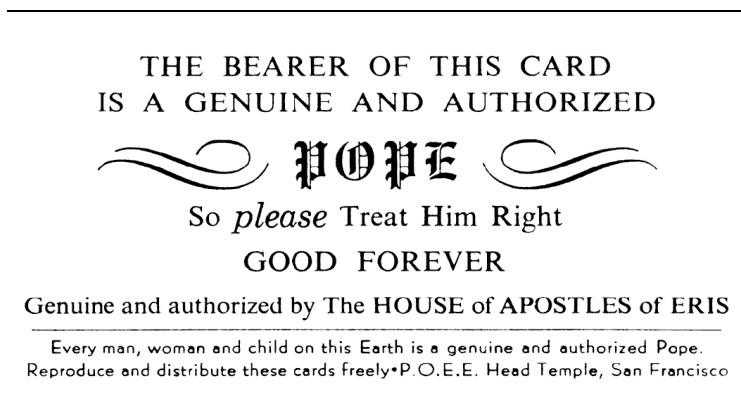 THE BEARER OF THIS CARD
IS A GENUINE AND AUTHORIZED
POPE
So please Treat Him Right
GOOD FOREVER
Genuine and authorized by The HOUSE of APOSTLES of ERIS
Every man, woman and child on this Earth is a genuine and authorized Pope.
Reproduce and distribute these cards freely•P.O.E.E. Head Temple, San Francisco